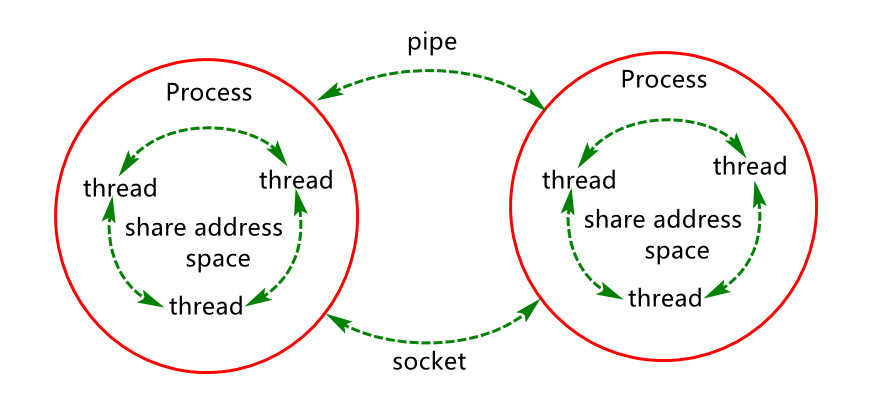 pipe
Process
thread
thread
share address
space
thread
Process
thread
thread
share address
space
thread
socket